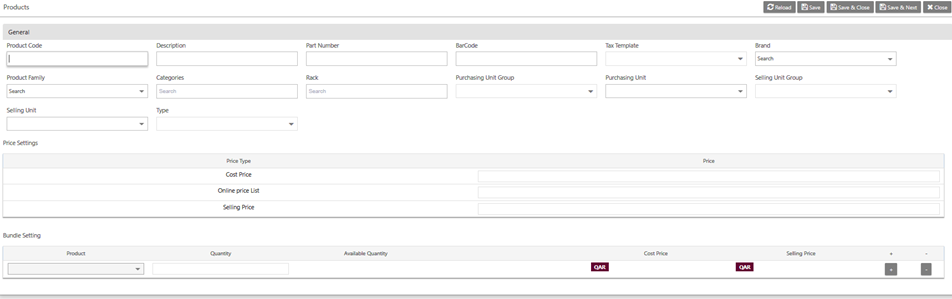 Products
Reload Save Save & Close Save & Next Close
General
Product Code Description Part Number BarCode Tax Template Brand
Search
Product Family Categories Rack Purchasing Unit Group Purchasing Unit Selling Unit Group
Search Search Search
Selling Unit Type
Price Settings
Price Type Price
Cost Price
Online price List
Selling Price
Bundle Setting
Product Quantity Available Quantity Cost Price Selling Price + -
QAR QAR + -